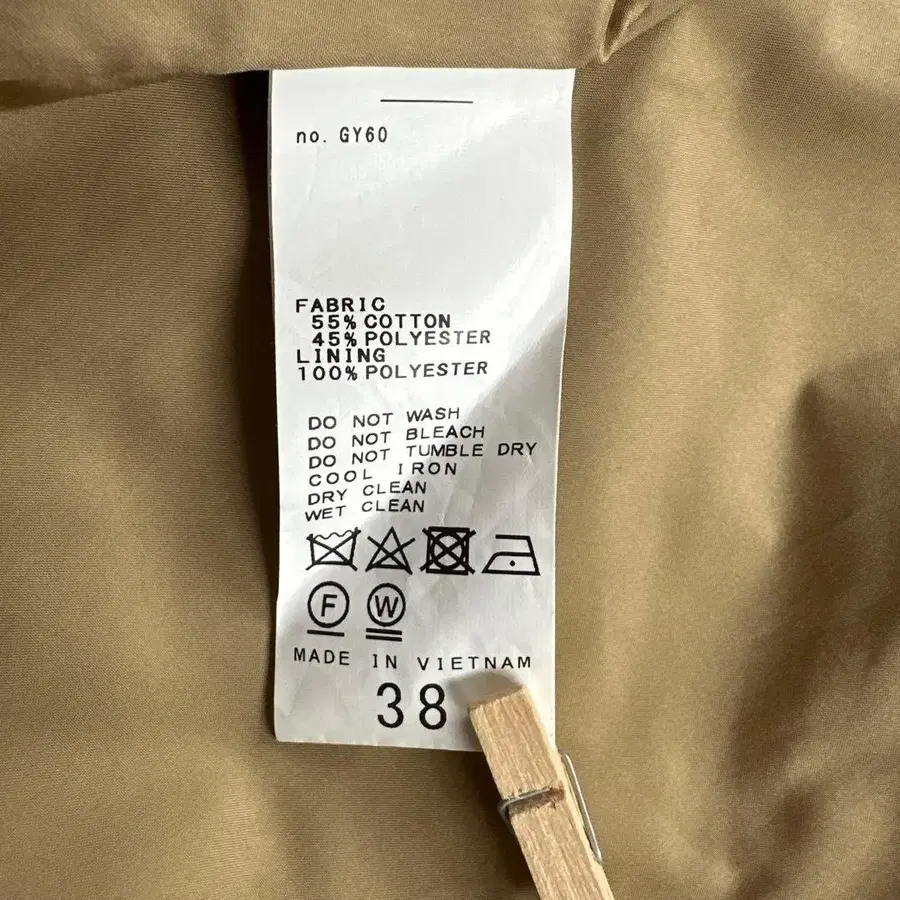 no. GY60
FABRIC
55% COTTON
45% POLYESTER
LINING
100% POLYESTER
DO NOT WASH
DO NOT BLEACH
DO NOT TUMBLE DRY
COOL IRON
DRY CLEAN
WET CLEAN
F W
MADE IN VIETNAM
38